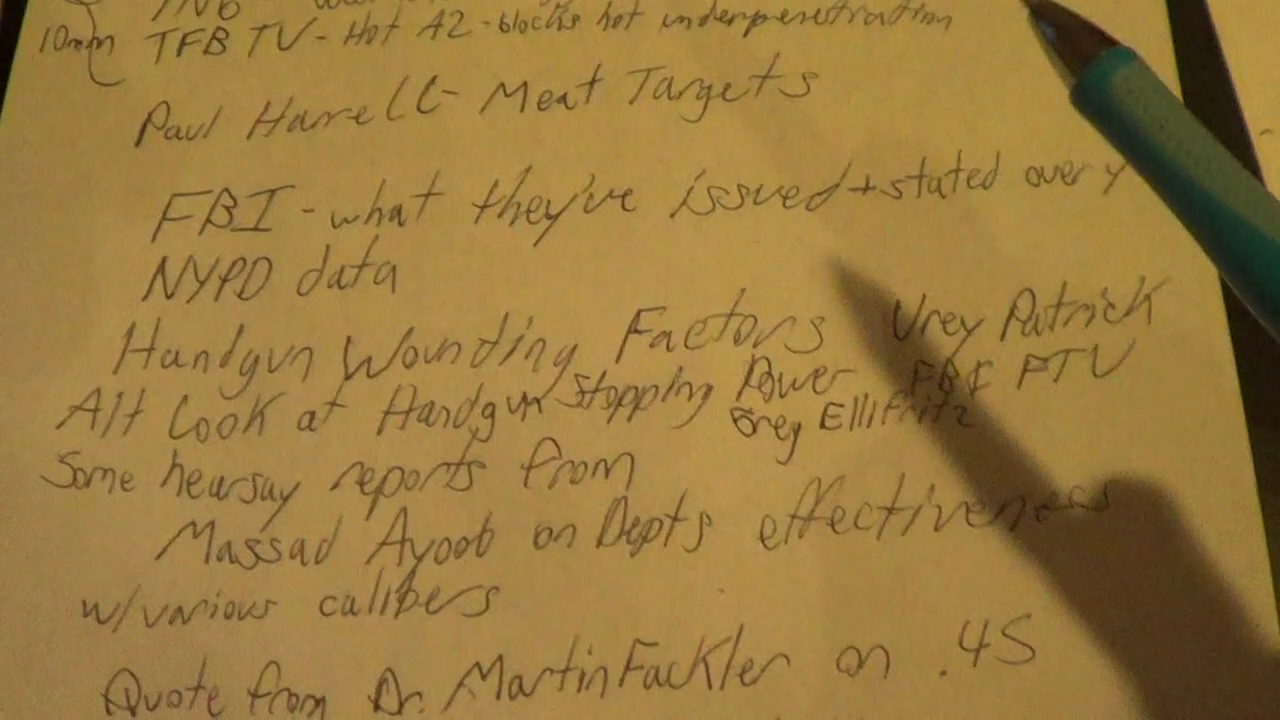 10mm TFB TV - Hot A2 - blocks hot underpenetration
Paul Harrell - Meat Targets
FBI - what they've issued + stated over y
NYPD data
Handgun Wounding Factors Urey Patrick
FBI FTU
Alt look at Handgun Stopping Power
Greg Ellifritz
Some hearsay reports from
Massad Ayoob on Depts effectiveness
w/various calibers
Quote from Dr. Martin Fackler on .45